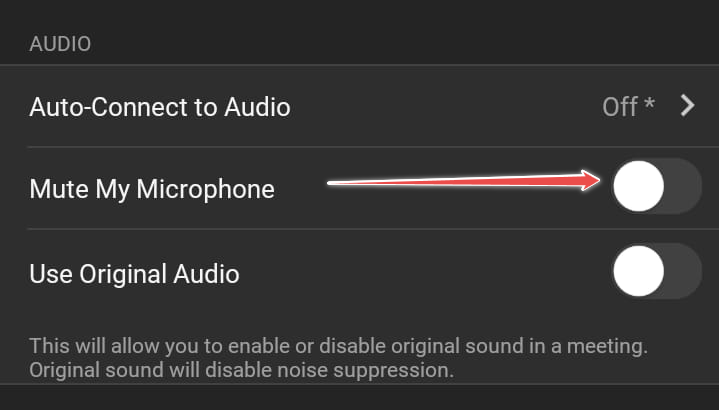 AUDIO
Auto-Connect to Audio Off *
Mute My Microphone
Use Original Audio
This will allow you to enable or disable original sound in a meeting.
Original sound will disable noise suppression.